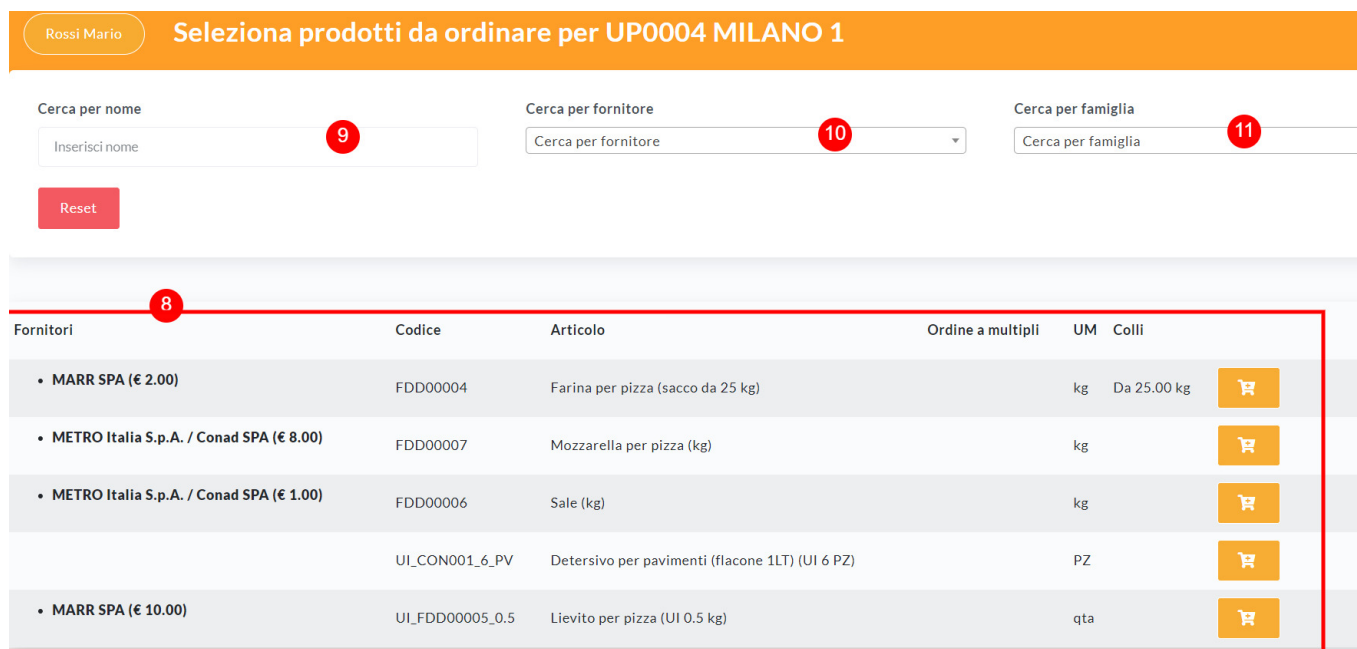 Rossi Mario Seleziona prodotti da ordinare per UP0004 MILANO 1
Cerca per nome Cerca per fornitore Cerca per famiglia
Inserisci nome 9 Cerca per fornitore 10 Cerca per famiglia 11
Reset
8
Fornitori Codice Articolo Ordine a multipli UM Colli
• MARR SPA (€ 2.00) FDD00004 Farina per pizza (sacco da 25 kg) kg Da 25.00 kg
• METRO Italia S.p.A. / Conad SPA (€ 8.00) FDD00007 Mozzarella per pizza (kg) kg
• METRO Italia S.p.A. / Conad SPA (€ 1.00) FDD00006 Sale (kg) kg
UI_CON001_6_PV Detersivo per pavimenti (flacone 1LT) (UI 6 PZ) PZ
• MARR SPA (€ 10.00) UI_FDD00005_0.5 Lievito per pizza (UI 0.5 kg) qta